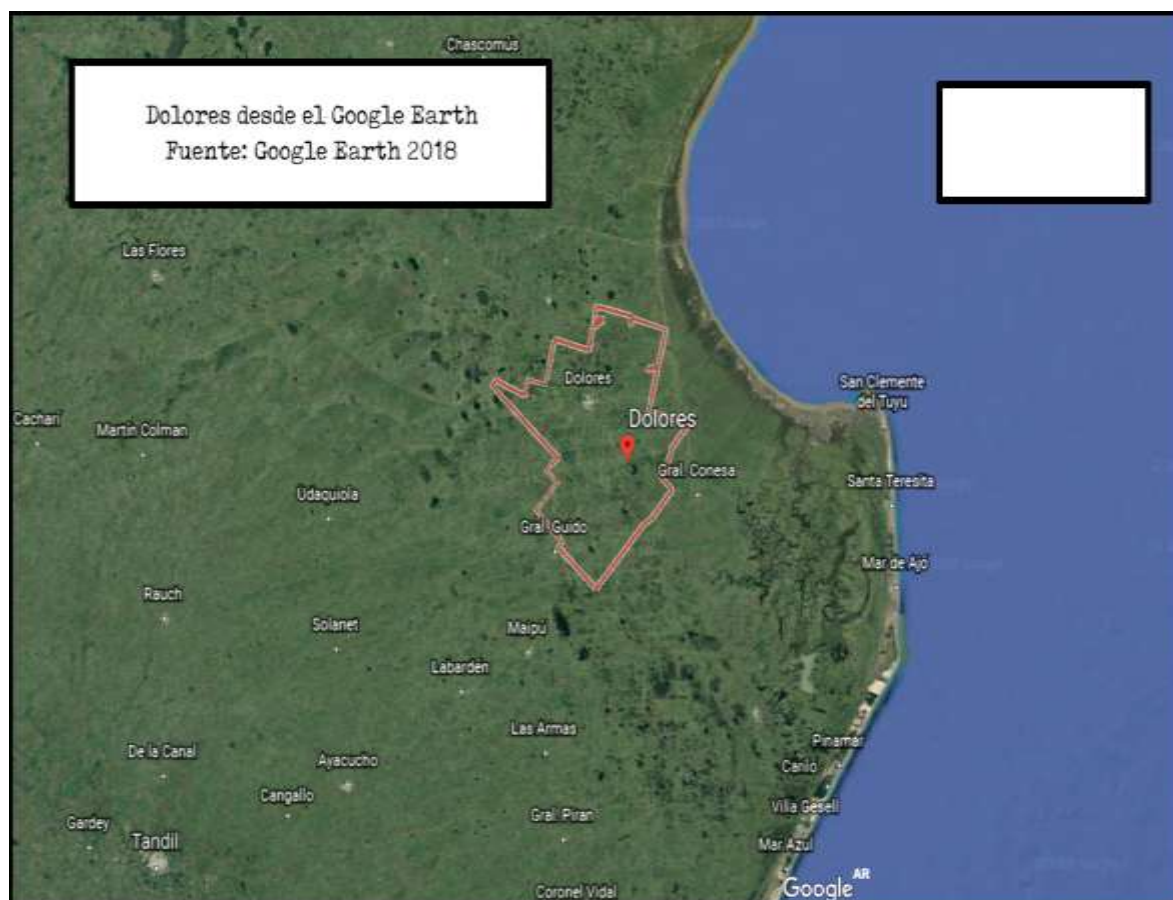 Chascomús
Dolores desde el Google Earth
Fuente: Google Earth 2018
Las Flores
Dolores
San Clemente
del Tuyu
Cachari
Martin Colman
Dolores
Gral. Conesa
Santa Teresita
Udaquiola
Gral. Guido
Mar de Ajó
Rauch
Solanet
Maipú
Labardén
Las Armas
Pinamar
De la Canal
Ayacucho
Cariló
Cangallo
Villa Gesell
Gral. Piran
Gardey
Tandil
Mar Azul
Coronel Vidal
Google
AR